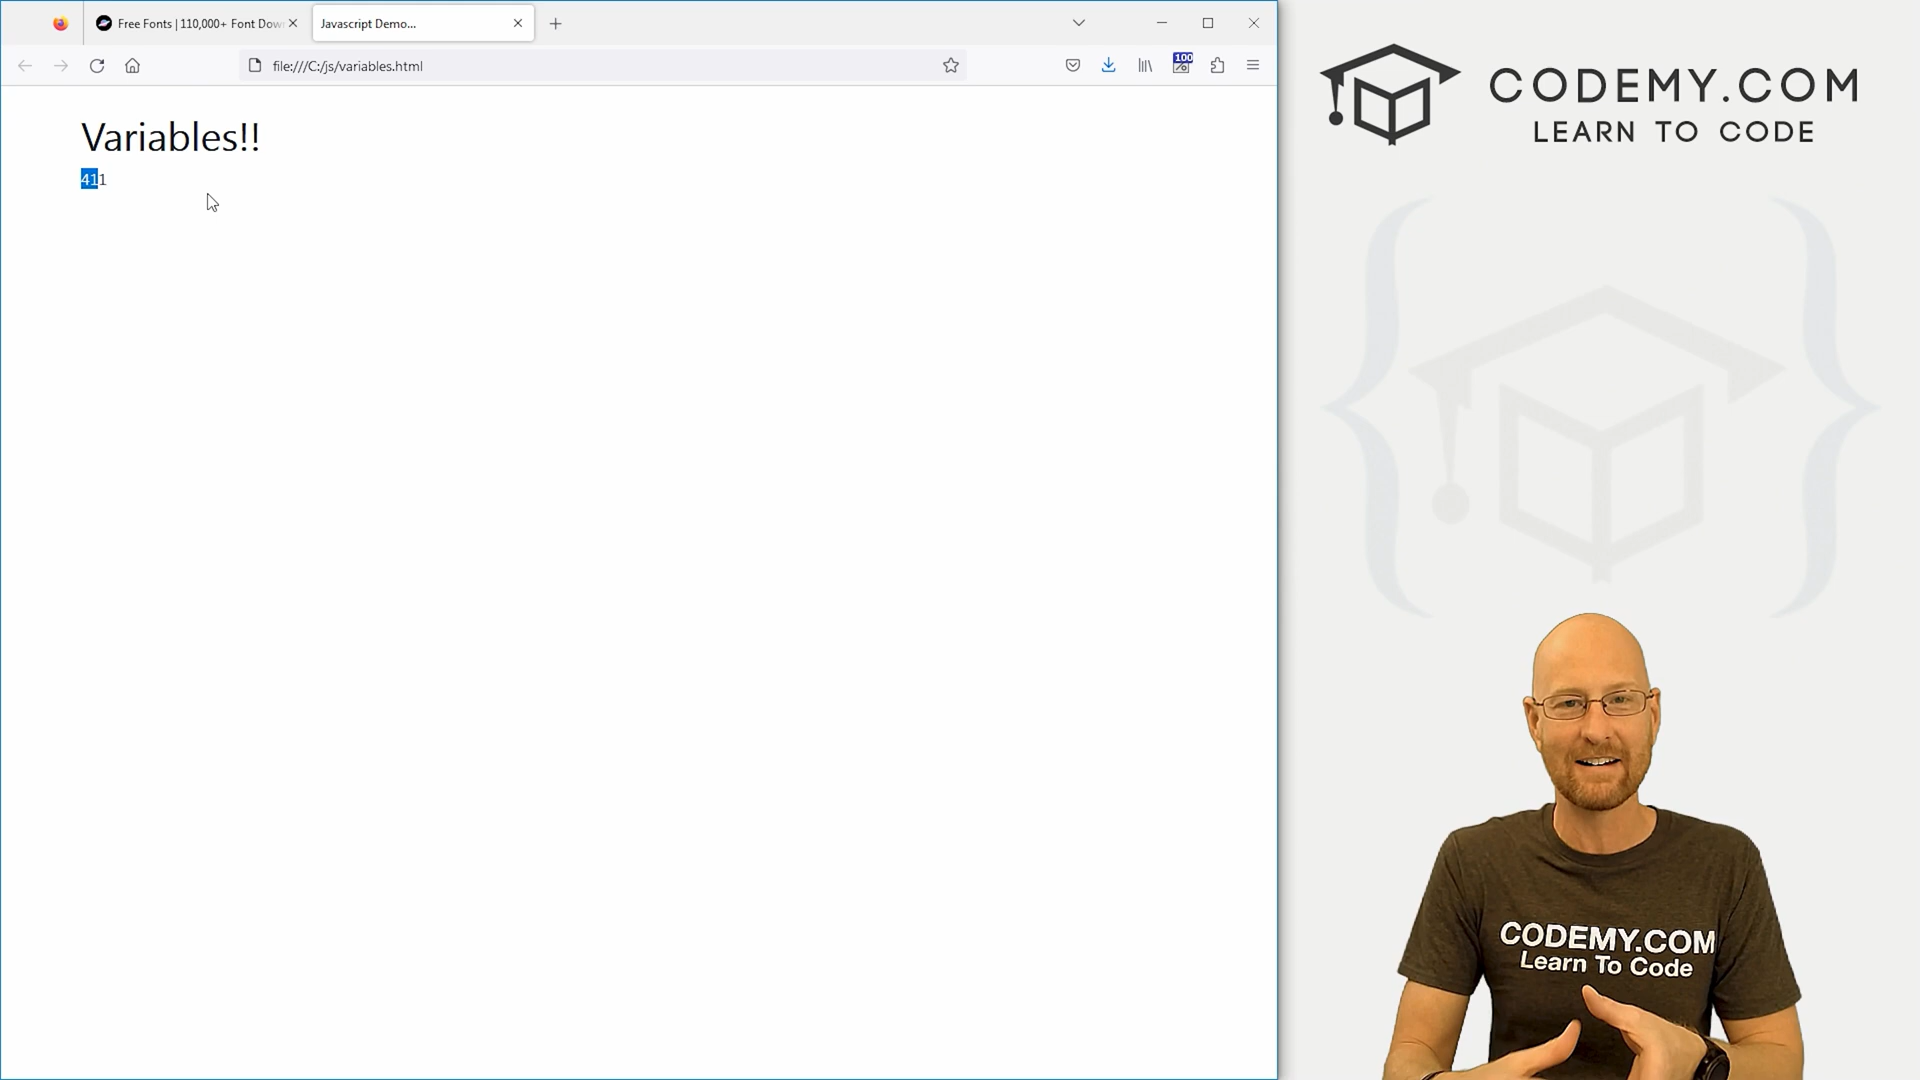 Free Fonts | 110,000+ Font Dow
Javascript Demo...
file:///C:/js/variables.html
100
Variables!!
411
CODEMY.COM
LEARN TO CODE
CODEMY.COM
Learn To Code